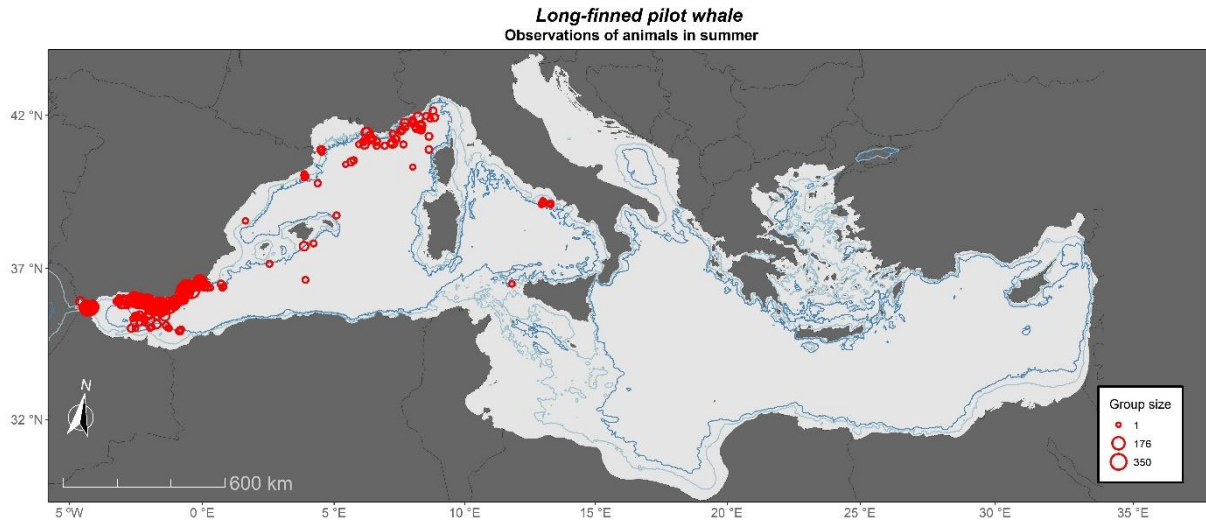 Long-finned pilot whale
Observations of animals in summer
42 °N
37 °N
32 °N
N
600 km
Group size
1
176
350
5 °W
0 °E
5 °E
10 °E
15 °E
20 °E
25 °E
30 °E
35 °E